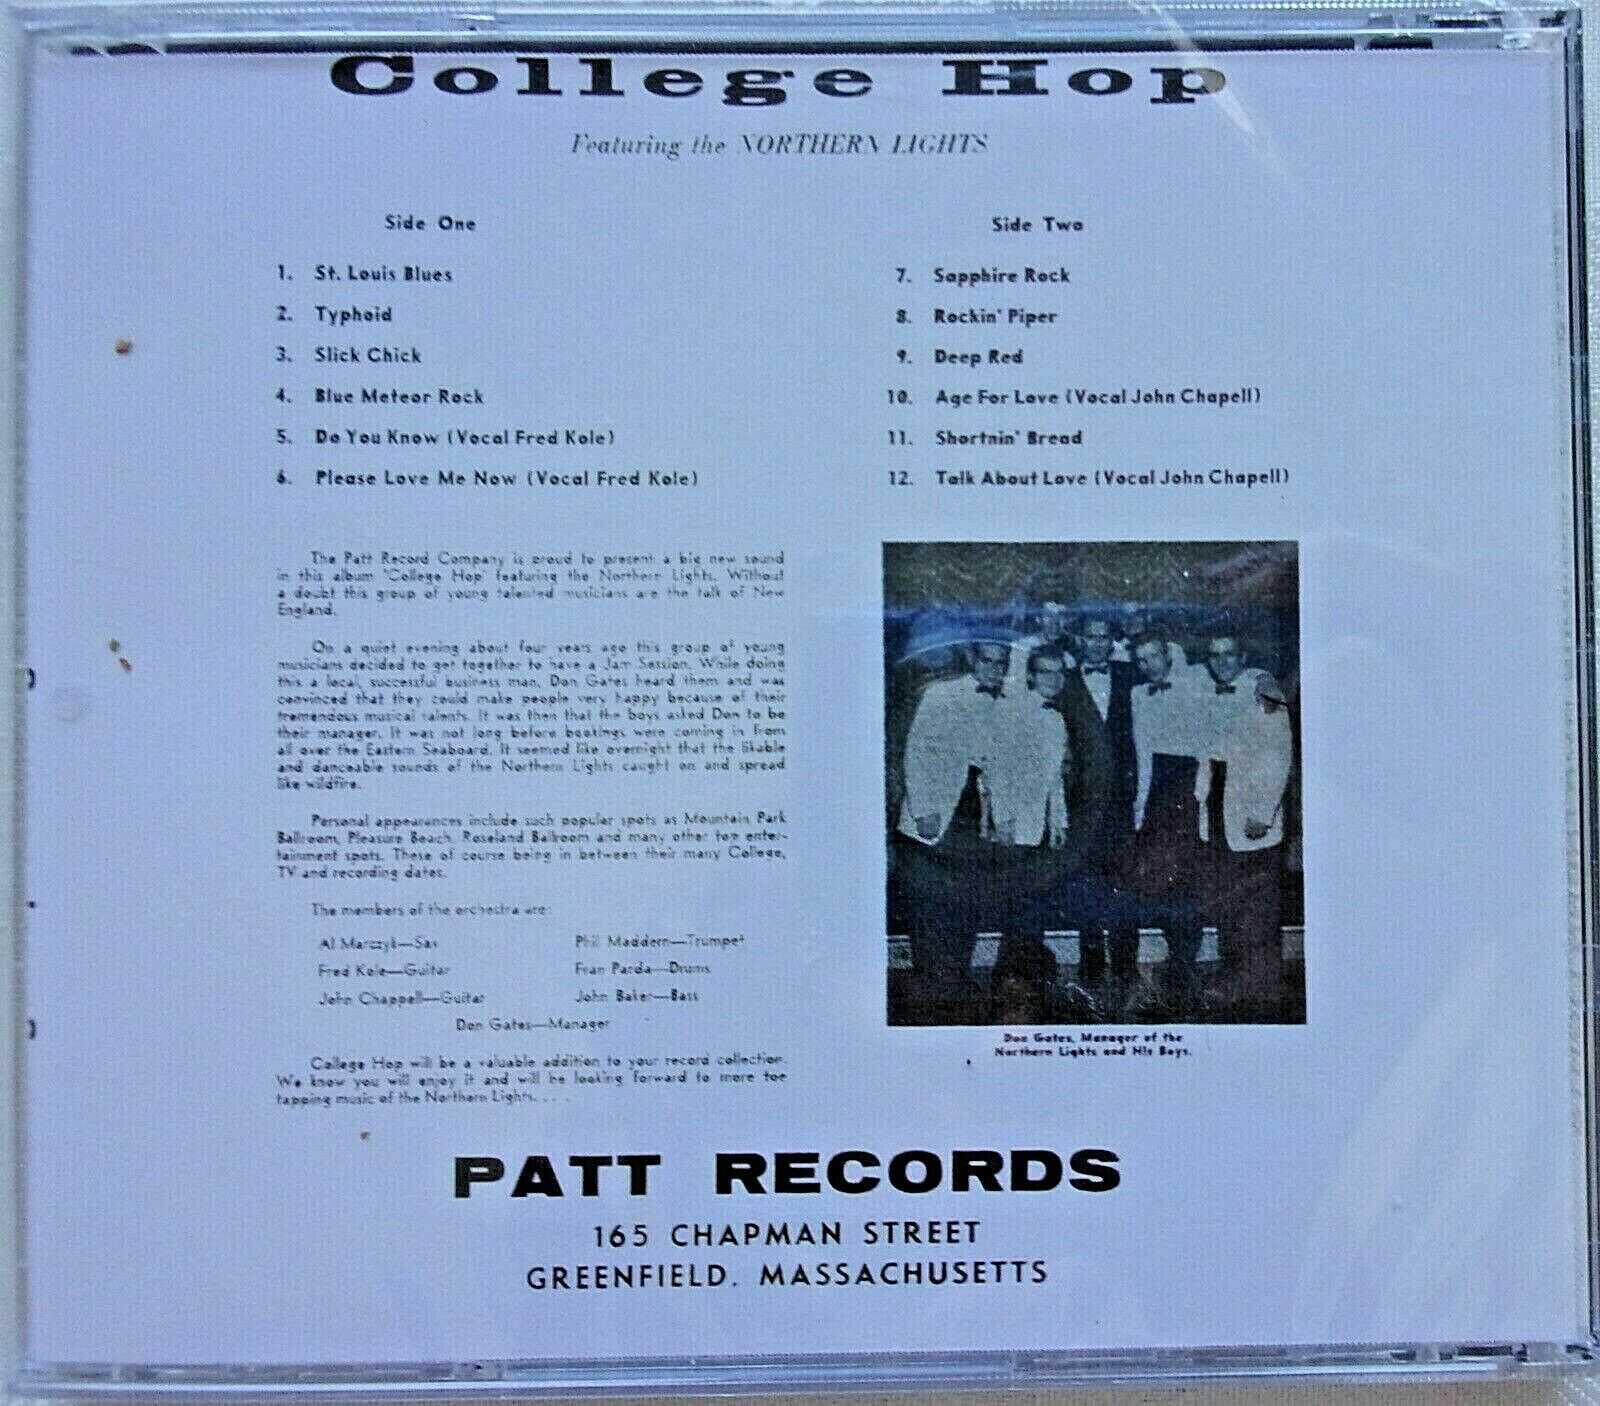 College Hop
Featuring the NORTHERN LIGHTS
Side One
1. St. Louis Blues
2. Typhoid
3. Slick Chick
4. Blue Meteor Rock
5. Do You Know (Vocal Fred Kole)
6. Please Love Me Now (Vocal Fred Kole)
Side Two
7. Sapphire Rock
8. Rockin' Piper
9. Deep Red
10. Age For Love (Vocal John Chapell)
11. Shortnin' Bread
12. Talk About Love (Vocal John Chapell)
The Patt Record Company is proud to present a big new sound
in this album "College Hop" featuring the Northern Lights. Without
a doubt this group of young talented musicians are the talk of New
England.
On a quiet evening about four years ago this group of young
musicians decided to get together to have a Jam Session. While doing
this a local, successful business man, Don Gates heard them and was
convinced that they could make people very happy because of their
tremendous musical talents. It was then that the boys asked Don to be
their manager. It was not long before bookings were coming in from
all over the Eastern Seaboard. It seemed like overnight that the likable
and danceable sounds of the Northern Lights caught on and spread
like wildfire.
Personal appearances include such popular spots as Mountain Park
Ballroom, Pleasure Beach, Roseland Ballroom and many other top enter-
tainment spots. These of course being in between their many College,
TV and recording dates.
The members of the orchestra are:
Al Marczyk—Sax
Phil Maddern—Trumpet
Fred Kole—Guitar
Fran Parda—Drums
John Chappell—Guitar
John Baker—Bass
Don Gates—Manager
College Hop will be a valuable addition to your record collection.
We know you will enjoy it and will be looking forward to more toe
tapping music of the Northern Lights. . . .
Don Gates, Manager of the
Northern Lights and His Boys.
PATT RECORDS
165 CHAPMAN STREET
GREENFIELD, MASSACHUSETTS